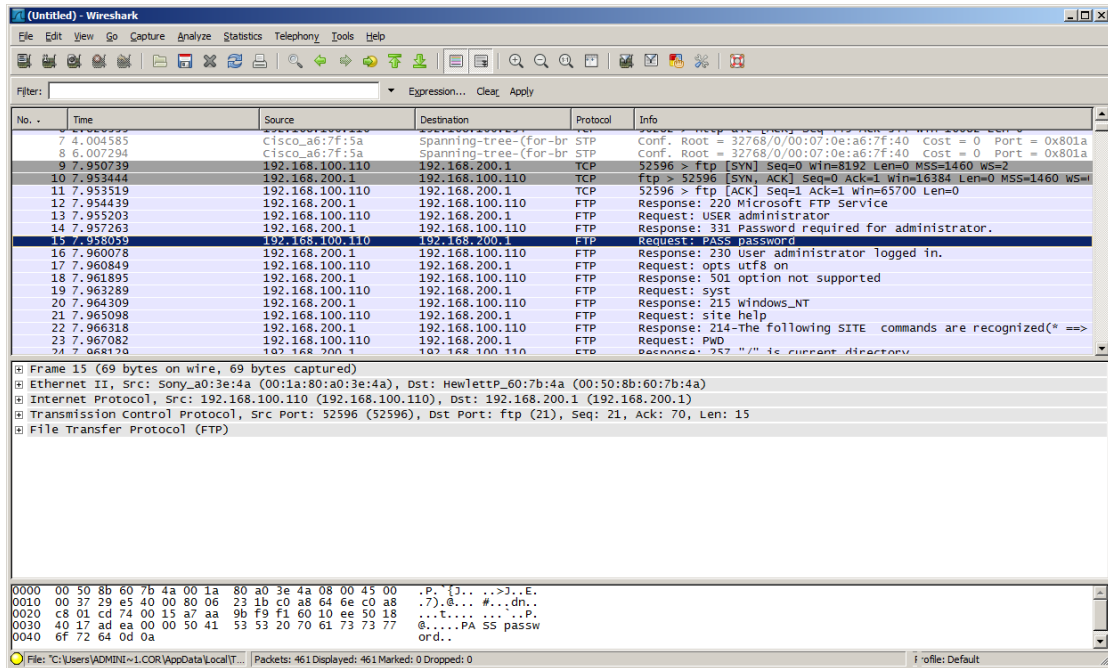 (Untitled) - Wireshark
File Edit View Go Capture Analyze Statistics Telephony Tools Help
Filter: Expression... Clear Apply
No. . Time Source Destination Protocol Info
7 4.004585 Cisco_a6:7f:5a Spanning-tree-(for-br STP Conf. Root = 32768/0/00:07:0e:a6:7f:40 Cost = 0 Port = 0x801a
8 6.007294 Cisco_a6:7f:5a Spanning-tree-(for-br STP Conf. Root = 32768/0/00:07:0e:a6:7f:40 Cost = 0 Port = 0x801a
9 7.950739 192.168.100.110 192.168.200.1 TCP 52596 > ftp [SYN] Seq=0 Win=8192 Len=0 MSS=1460 WS=2
10 7.953444 192.168.200.1 192.168.100.110 TCP ftp > 52596 [SYN, ACK] Seq=0 Ack=1 Win=16384 Len=0 MSS=1460 WS=
11 7.953519 192.168.100.110 192.168.200.1 TCP 52596 > ftp [ACK] Seq=1 Ack=1 Win=65700 Len=0
12 7.954439 192.168.200.1 192.168.100.110 FTP Response: 220 Microsoft FTP Service
13 7.955203 192.168.100.110 192.168.200.1 FTP Request: USER administrator
14 7.957263 192.168.200.1 192.168.100.110 FTP Response: 331 Password required for administrator.
15 7.958059 192.168.100.110 192.168.200.1 FTP Request: PASS password
16 7.960078 192.168.200.1 192.168.100.110 FTP Response: 230 User administrator logged in.
17 7.960849 192.168.100.110 192.168.200.1 FTP Request: opts utf8 on
18 7.961895 192.168.200.1 192.168.100.110 FTP Response: 501 option not supported
19 7.963289 192.168.100.110 192.168.200.1 FTP Request: syst
20 7.964309 192.168.200.1 192.168.100.110 FTP Response: 215 Windows_NT
21 7.965098 192.168.100.110 192.168.200.1 FTP Request: site help
22 7.966318 192.168.200.1 192.168.100.110 FTP Response: 214-The following SITE commands are recognized(* ==>
23 7.967082 192.168.100.110 192.168.200.1 FTP Request: PWD
24 7.968129 192.168.200.1 192.168.100.110 FTP Response: 257 "/" is current directory
Frame 15 (69 bytes on wire, 69 bytes captured)
Ethernet II, Src: Sony_a0:3e:4a (00:1a:80:a0:3e:4a), Dst: HewlettP_60:7b:4a (00:50:8b:60:7b:4a)
Internet Protocol, Src: 192.168.100.110 (192.168.100.110), Dst: 192.168.200.1 (192.168.200.1)
Transmission Control Protocol, Src Port: 52596 (52596), Dst Port: ftp (21), Seq: 21, Ack: 70, Len: 15
File Transfer Protocol (FTP)
0000 00 50 8b 60 7b 4a 00 1a 80 a0 3e 4a 08 00 45 00 .P.`{J.. ..>J..E.
0010 00 37 29 e5 40 00 80 06 23 1b c0 a8 64 6e c0 a8 .7).@... #...dn..
0020 c8 01 cd 74 00 15 a7 aa 9b f9 f1 60 10 ee 50 18 ...t.... ...`..P.
0030 40 17 ad ea 00 00 50 41 53 53 20 70 61 73 73 77 @.....PA SS passw
0040 6f 72 64 0d 0a ord..
File: "C:\Users\ADMINI~1.COR\AppData\Local\T... Packets: 461 Displayed: 461 Marked: 0 Dropped: 0 rofile: Default